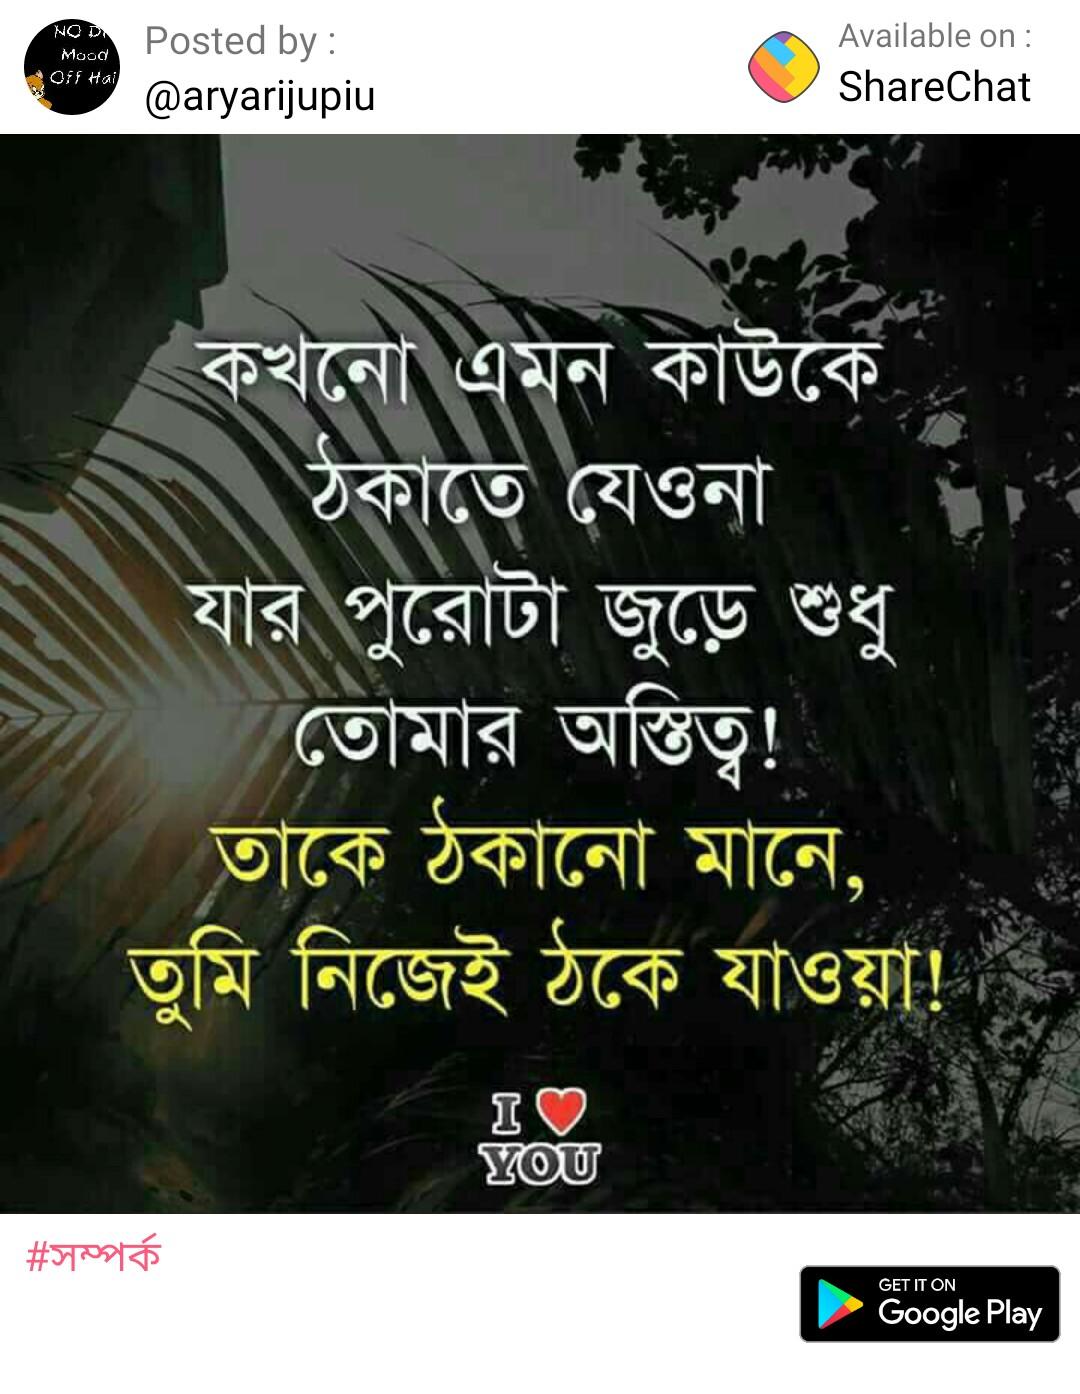 NO D
Mood
Off Hai
Posted by :
@aryarijupiu
Available on :
ShareChat
কখনো এমন কাউকে
ঠকাতে যেওনা
যার পুরোটা জুড়ে শুধু
তোমার অস্তিত্ব!
তাকে ঠকানো মানে,
তুমি নিজেই ঠকে যাওয়া!
I ❤
YOU
#সম্পর্ক
GET IT ON
Google Play